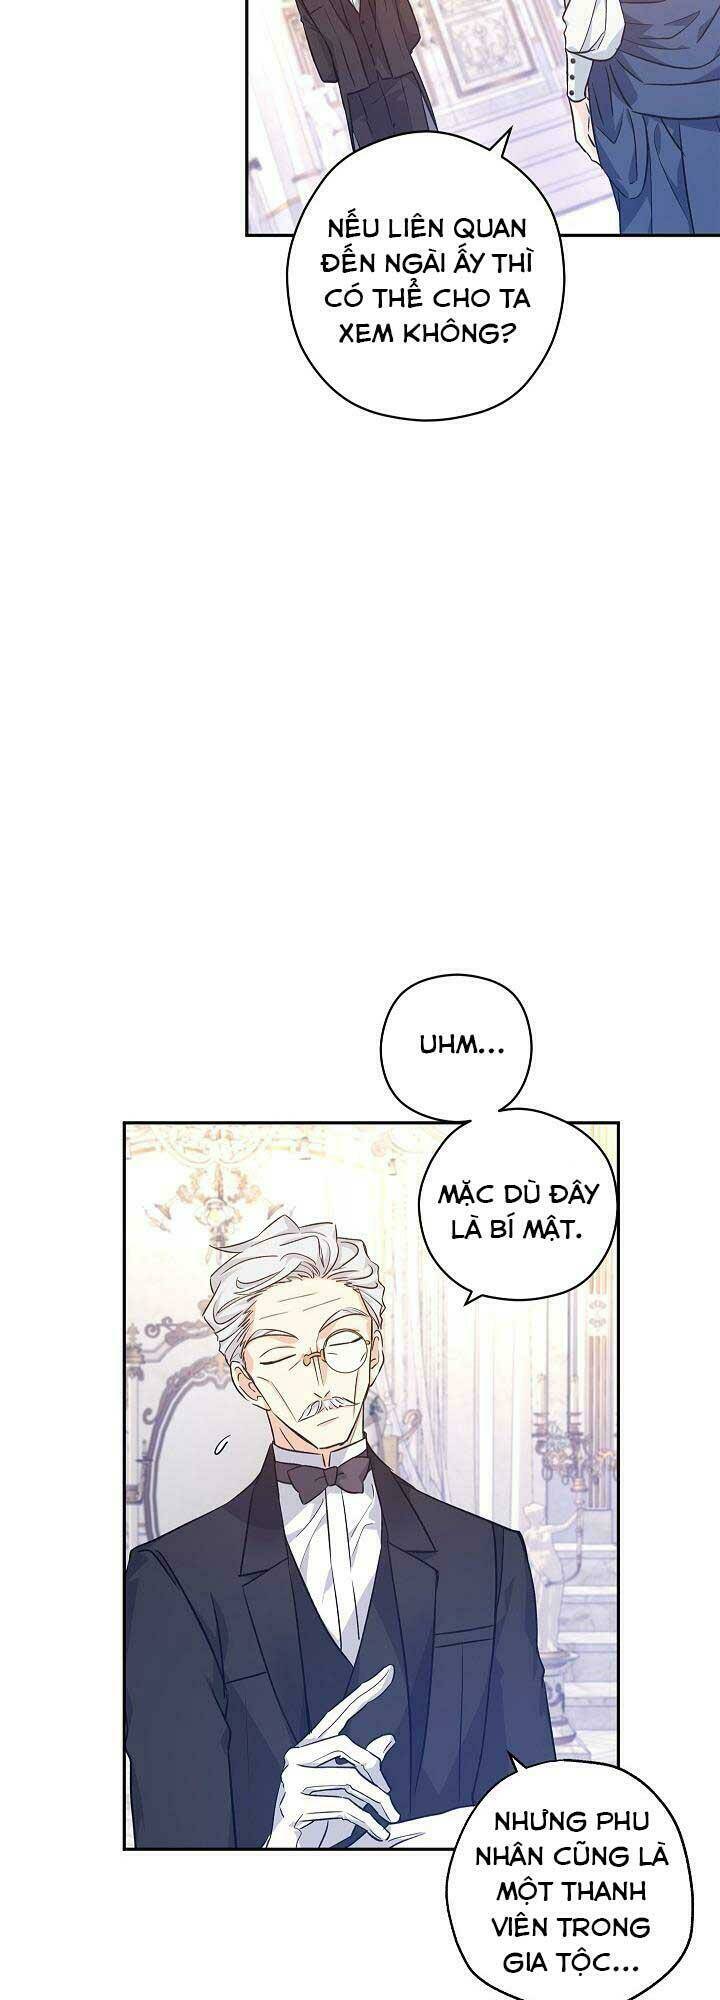 NẾU LIÊN QUAN
ĐẾN NGÀI ẤY THÌ
CÓ THỂ CHO TA
XEM KHÔNG?
UHM...
MẶC DÙ ĐÂY
LÀ BÍ MẬT.
NHƯNG PHU
NHÂN CŨNG LÀ
MỘT THANH
VIÊN TRONG
GIA TỘC...